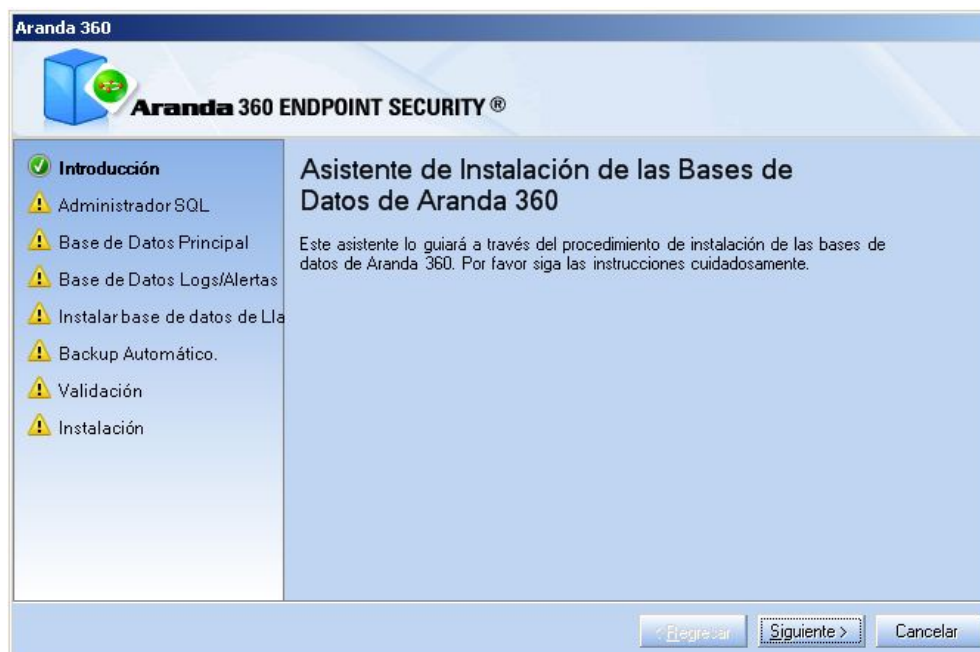 Aranda 360
Aranda 360 ENDPOINT SECURITY ®
Introducción
Administrador SQL
Base de Datos Principal
Base de Datos Logs/Alertas
Instalar base de datos de Lla
Backup Automático.
Validación
Instalación
Asistente de Instalación de las Bases de
Datos de Aranda 360
Este asistente lo guiará a través del procedimiento de instalación de las bases de
datos de Aranda 360. Por favor siga las instrucciones cuidadosamente.
< Regresar
Siguiente >
Cancelar